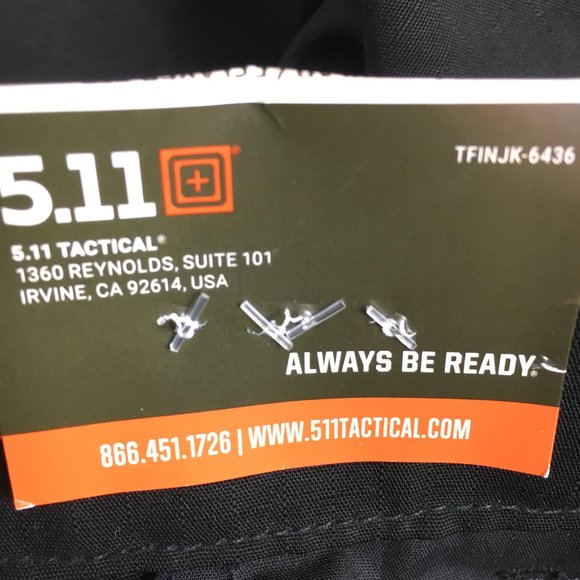 5.11®
TFINJK-6436
5.11 TACTICAL®
1360 REYNOLDS, SUITE 101
IRVINE, CA 92614, USA
ALWAYS BE READY®
866.451.1726 | WWW.511TACTICAL.COM